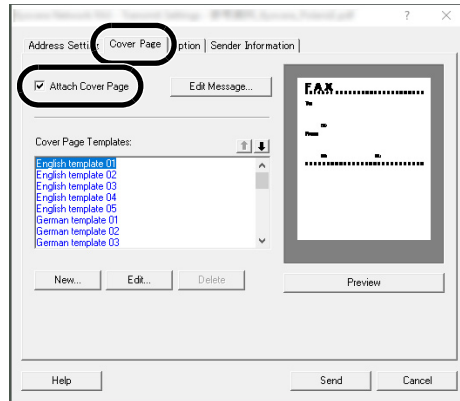 ? ×
Address Setti Cover Page ption Sender Information
Attach Cover Page Edit Message...
FAX
To:
From:
Cover Page Templates:
English template 01
English template 02
English template 03
English template 04
English template 05
German template 01
German template 02
German template 03
New... Edit... Delete Preview
Help Send Cancel